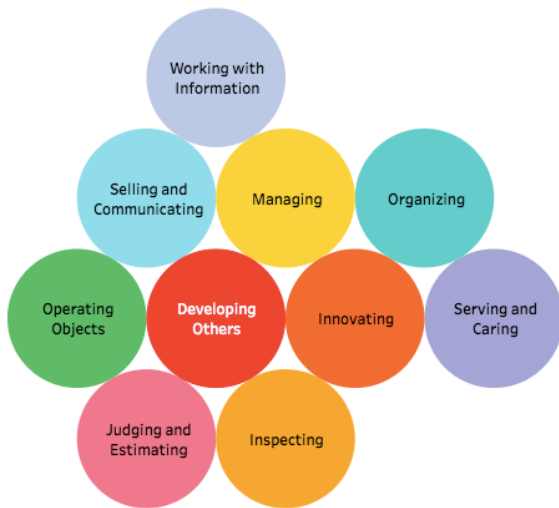 Working with
Information
Selling and
Communicating
Managing
Organizing
Operating
Objects
Developing
Others
Innovating
Serving and
Caring
Judging and
Estimating
Inspecting